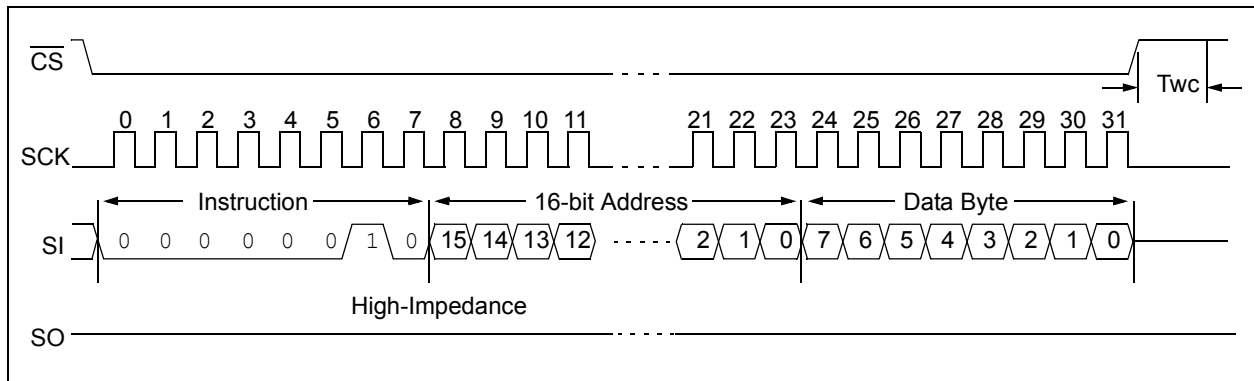 CS
Twc
0 1 2 3 4 5 6 7 8 9 10 11 21 22 23 24 25 26 27 28 29 30 31
SCK
Instruction 16-bit Address Data Byte
SI 0 0 0 0 0 0 1 0 15 14 13 12 2 1 0 7 6 5 4 3 2 1 0
High-Impedance
SO